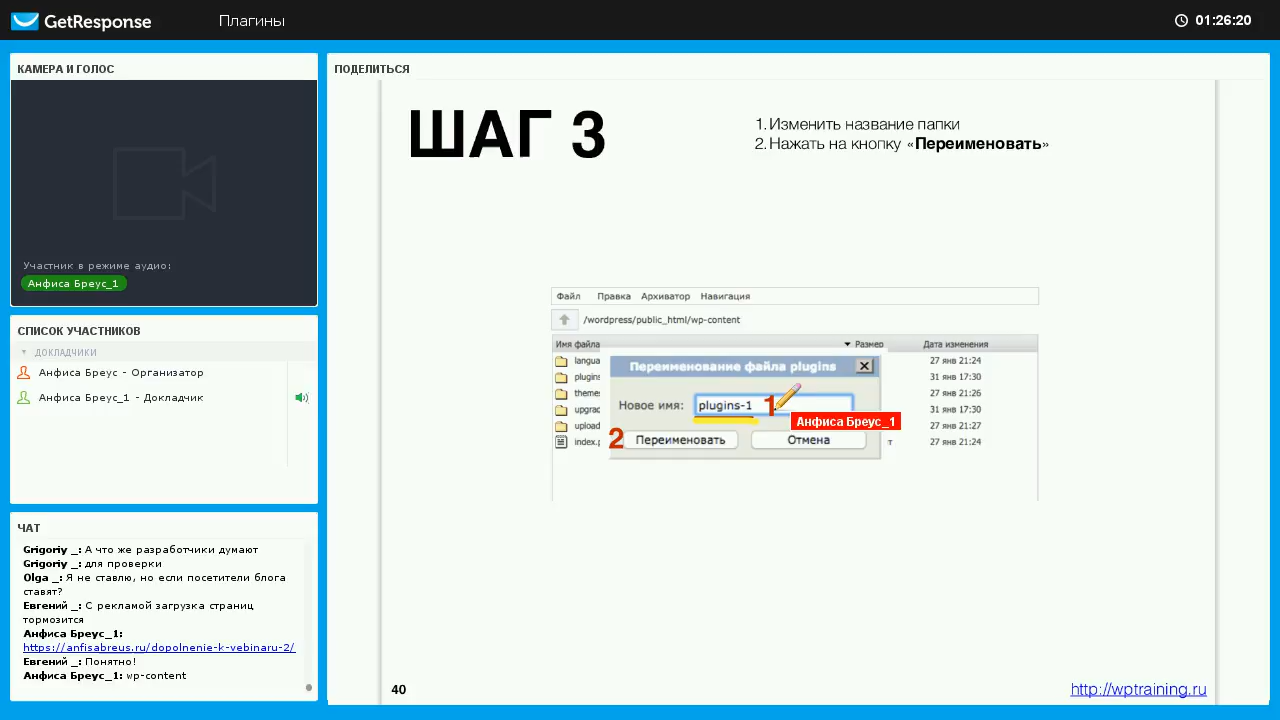 GetResponse
Плагины
01:26:20
КАМЕРА И ГОЛОС
Участник в режиме аудио:
Анфиса Бреус_1
СПИСОК УЧАСТНИКОВ
ДОКЛАДЧИКИ
Анфиса Бреус - Организатор
Анфиса Бреус_1 - Докладчик
ЧАТ
Grigoriy _: А что же разработчики думают
Grigoriy _: для проверки
Olga _: Я не ставлю, но если посетители блога
ставят?
Евгений _: С рекламой загрузка страниц
тормозится
Анфиса Бреус_1:
https://anfisabreus.ru/dopolnenie-k-vebinaru-2/
Евгений _: Понятно!
Анфиса Бреус_1: wp-content
ПОДЕЛИТЬСЯ
ШАГ 3
1. Изменить название папки
2. Нажать на кнопку «Переименовать»
Файл Правка Архиватор Навигация
/wordpress/public_html/wp-content
Имя файла Размер Дата изменения
langua 27 янв 21:24
plugins 31 янв 17:30
themes 27 янв 21:26
upgrad 31 янв 17:30
upload 27 янв 21:27
index.p т 27 янв 21:24
Переименование файла plugins
Новое имя: plugins-1 1
Анфиса Бреус_1
2 Переименовать Отмена
40
http://wptraining.ru